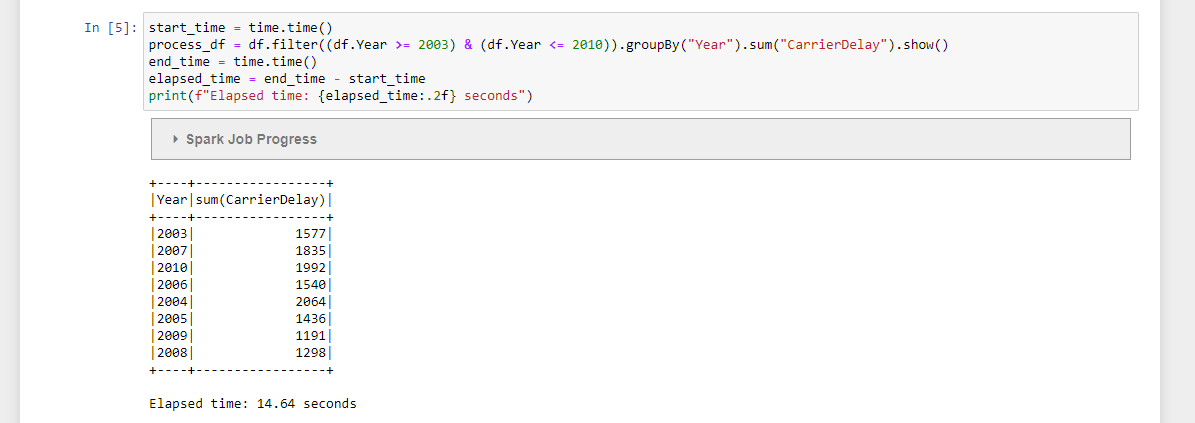 In [5]: start_time = time.time()
process_df = df.filter((df.Year >= 2003) & (df.Year <= 2010)).groupBy("Year").sum("CarrierDelay").show()
end_time = time.time()
elapsed_time = end_time - start_time
print(f"Elapsed time: {elapsed_time:.2f} seconds")
Spark Job Progress
+----+-----------------+
|Year|sum(CarrierDelay)|
+----+-----------------+
|2003|             1577|
|2007|             1835|
|2010|             1992|
|2006|             1540|
|2004|             2064|
|2005|             1436|
|2009|             1191|
|2008|             1298|
+----+-----------------+
Elapsed time: 14.64 seconds